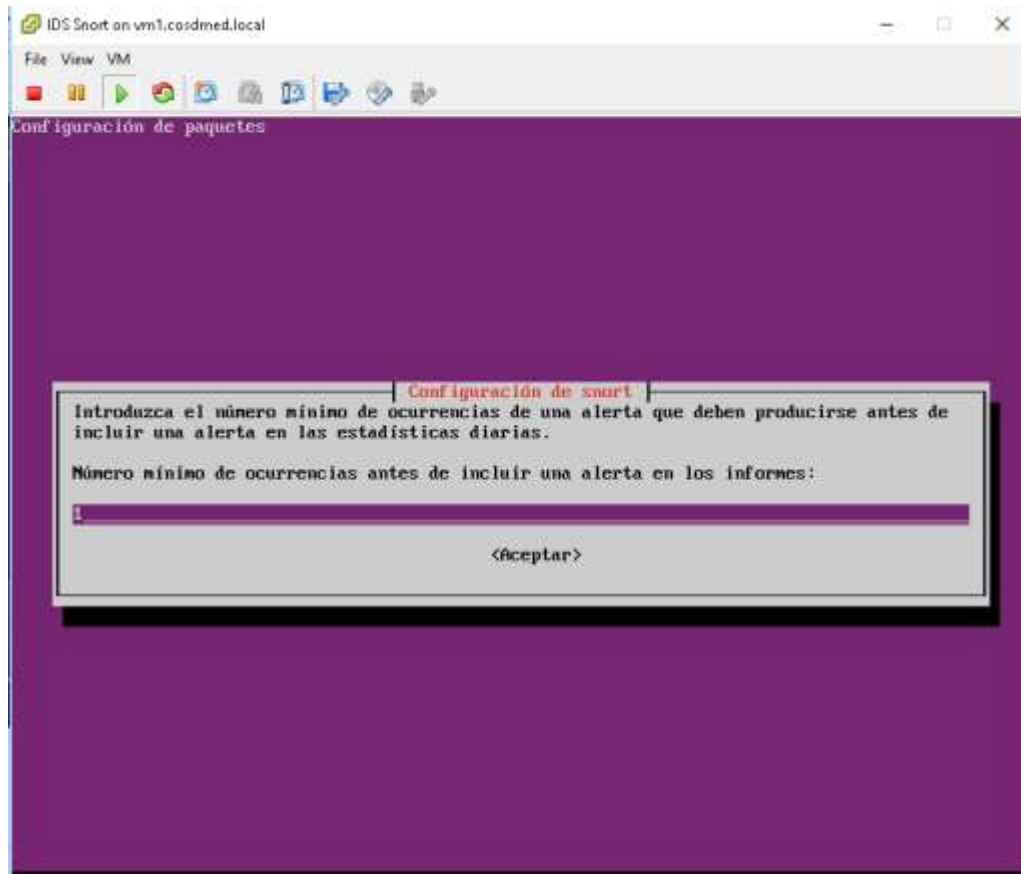 IDS Snort on vm1.cosdmed.local
File View VM
Configuración de paquetes
Configuración de snort
Introduzca el número mínimo de ocurrencias de una alerta que deben producirse antes de
incluir una alerta en las estadísticas diarias.
Número mínimo de ocurrencias antes de incluir una alerta en los informes:
1
<Aceptar>